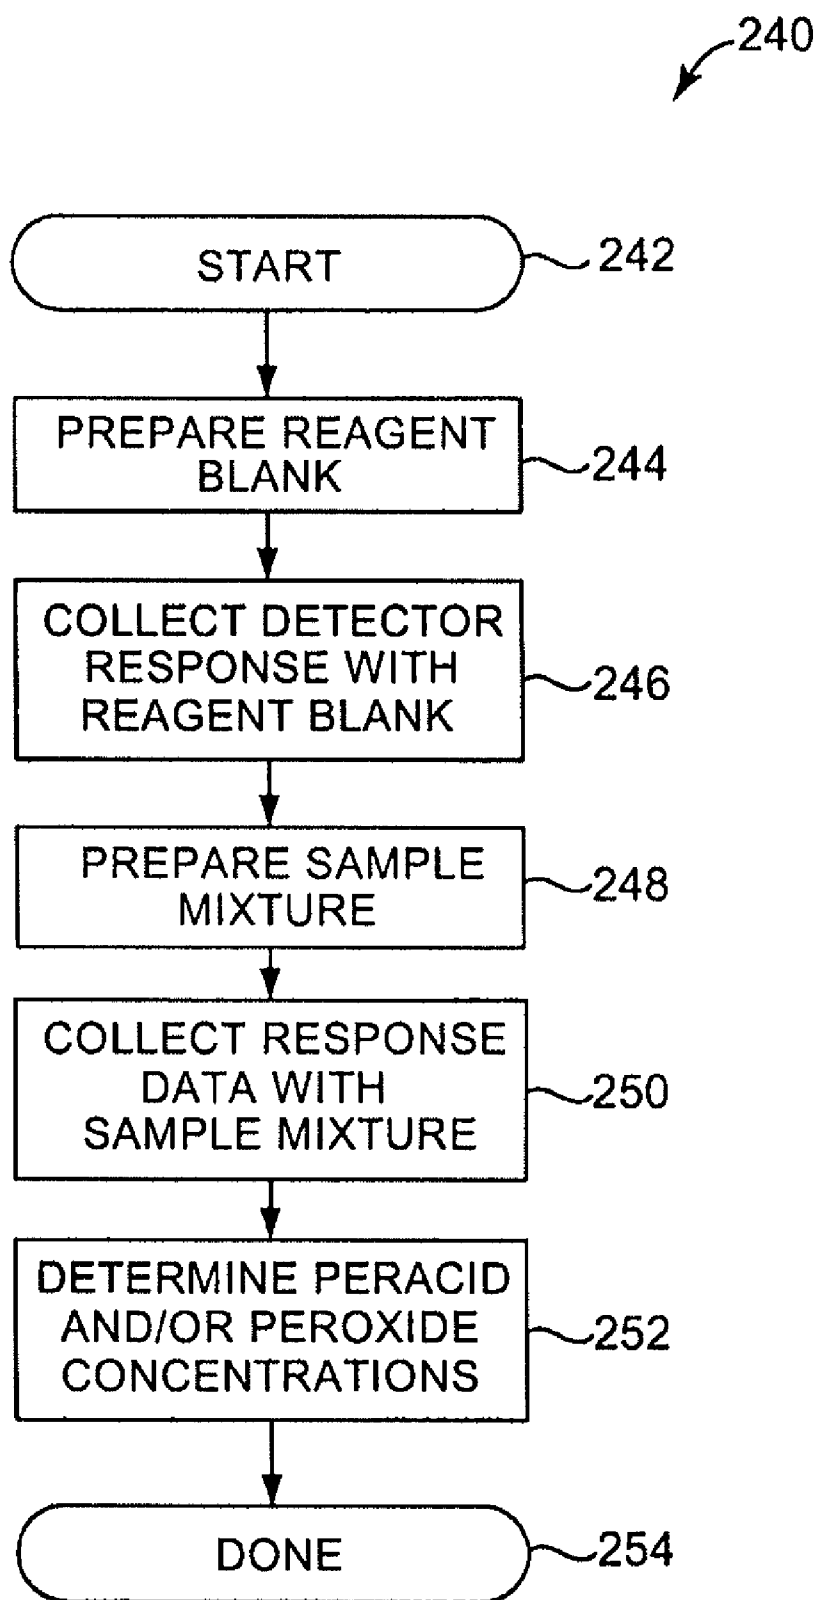 240
START
242
PREPARE REAGENT
BLANK
244
COLLECT DETECTOR
RESPONSE WITH
REAGENT BLANK
246
PREPARE SAMPLE
MIXTURE
248
COLLECT RESPONSE
DATA WITH
SAMPLE MIXTURE
250
DETERMINE PERACID
AND/OR PEROXIDE
CONCENTRATIONS
252
DONE
254